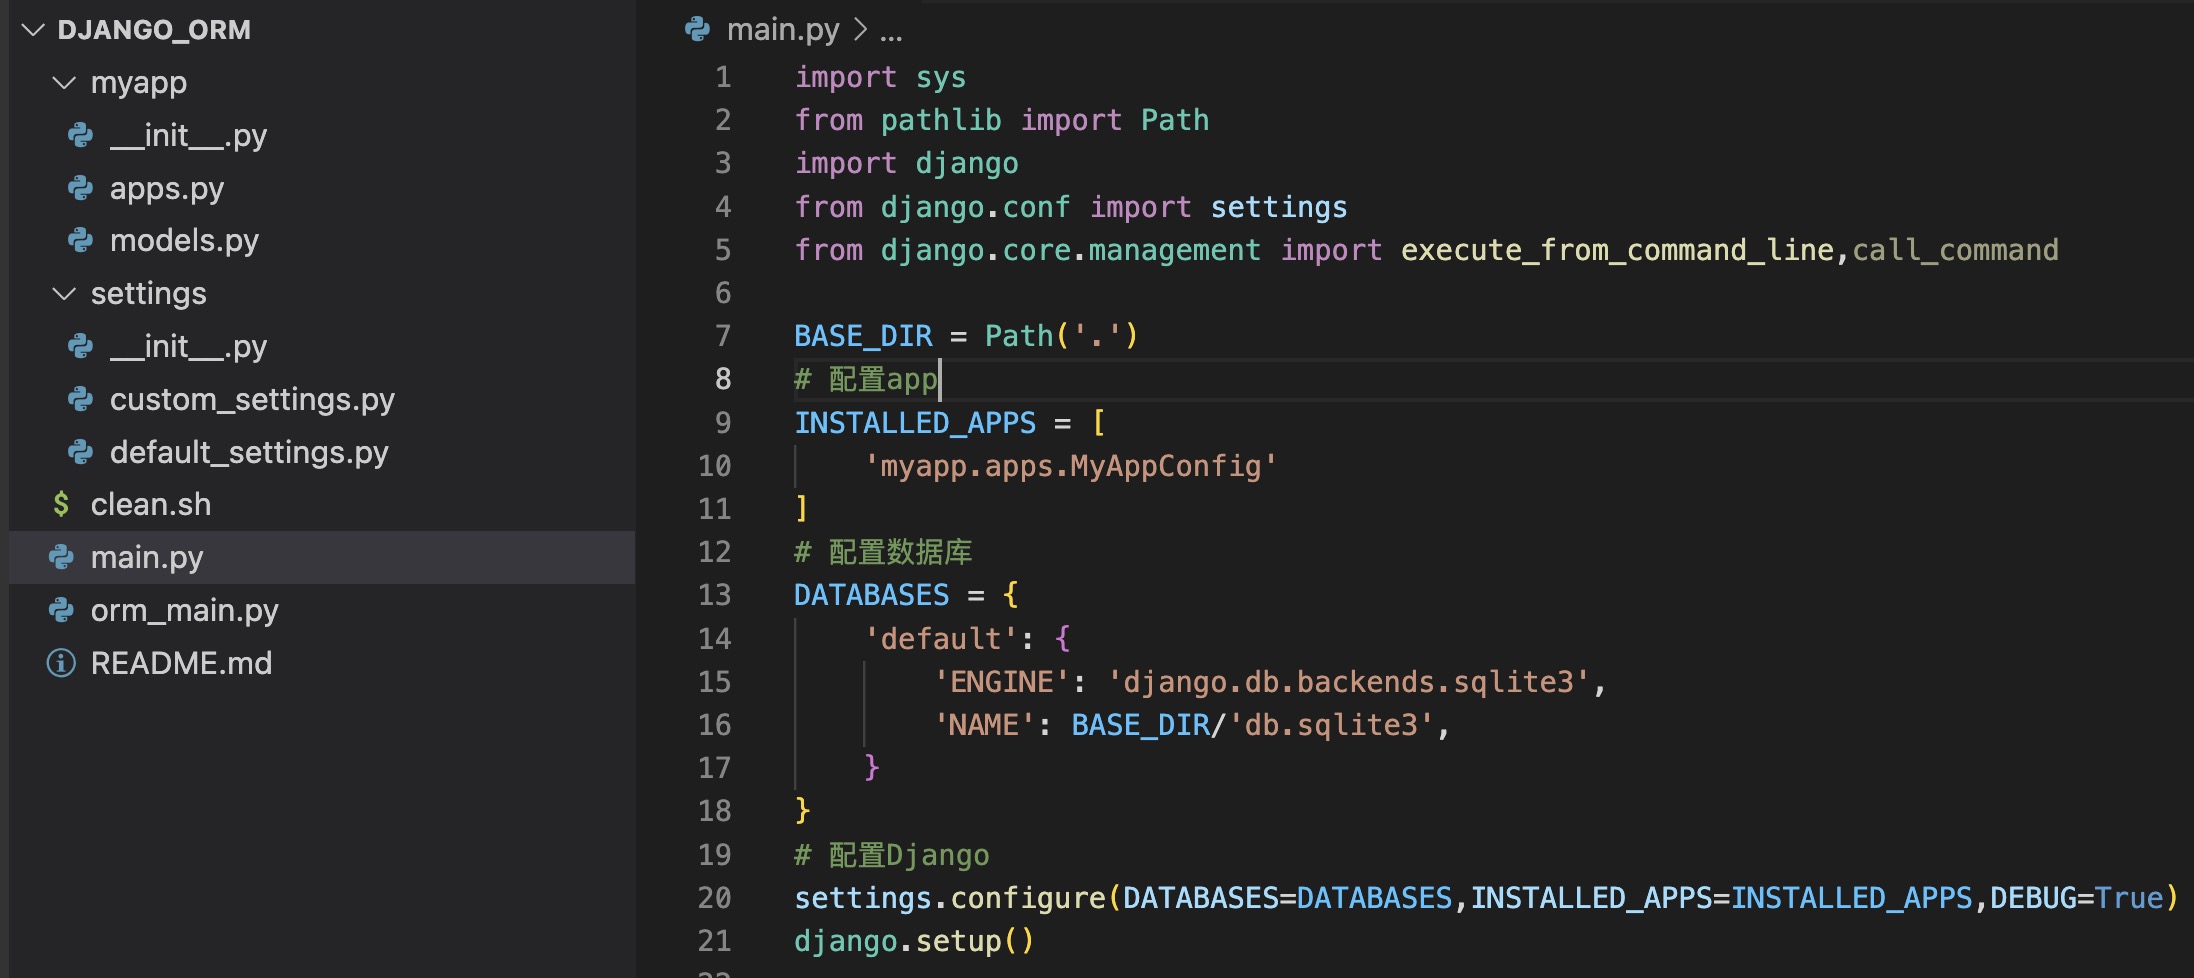 DJANGO_ORM
myapp
__init__.py
apps.py
models.py
settings
__init__.py
custom_settings.py
default_settings.py
$ clean.sh
main.py
orm_main.py
README.md
main.py > ...
1 import sys
2 from pathlib import Path
3 import django
4 from django.conf import settings
5 from django.core.management import execute_from_command_line,call_command
6
7 BASE_DIR = Path('.')
8 # 配置app
9 INSTALLED_APPS = [
10     'myapp.apps.MyAppConfig'
11 ]
12 # 配置数据库
13 DATABASES = {
14     'default': {
15         'ENGINE': 'django.db.backends.sqlite3',
16         'NAME': BASE_DIR/'db.sqlite3',
17     }
18 }
19 # 配置Django
20 settings.configure(DATABASES=DATABASES,INSTALLED_APPS=INSTALLED_APPS,DEBUG=True)
21 django.setup()